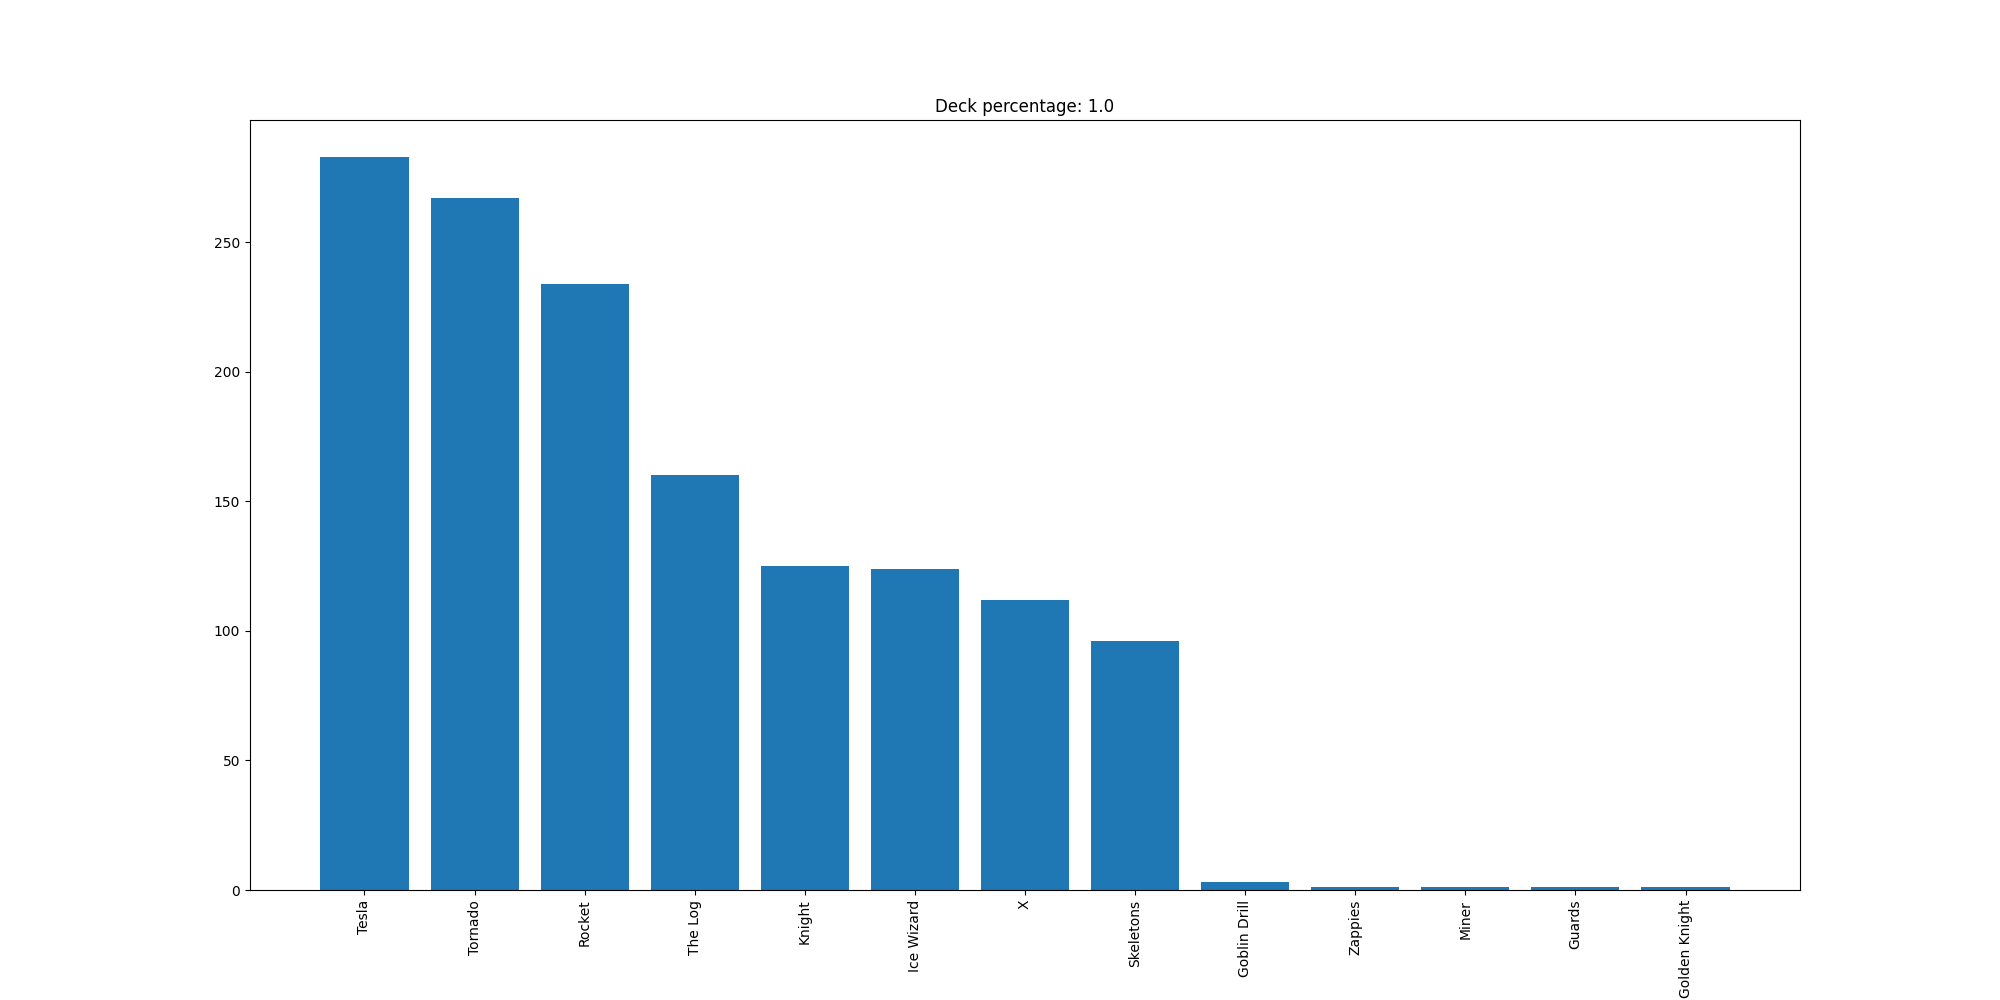 Deck percentage: 1.0
250
200
150
100
50
0
Tesla
Tornado
Rocket
The Log
Knight
Ice Wizard
X
Skeletons
Goblin Drill
Zappies
Miner
Guards
Golden Knight